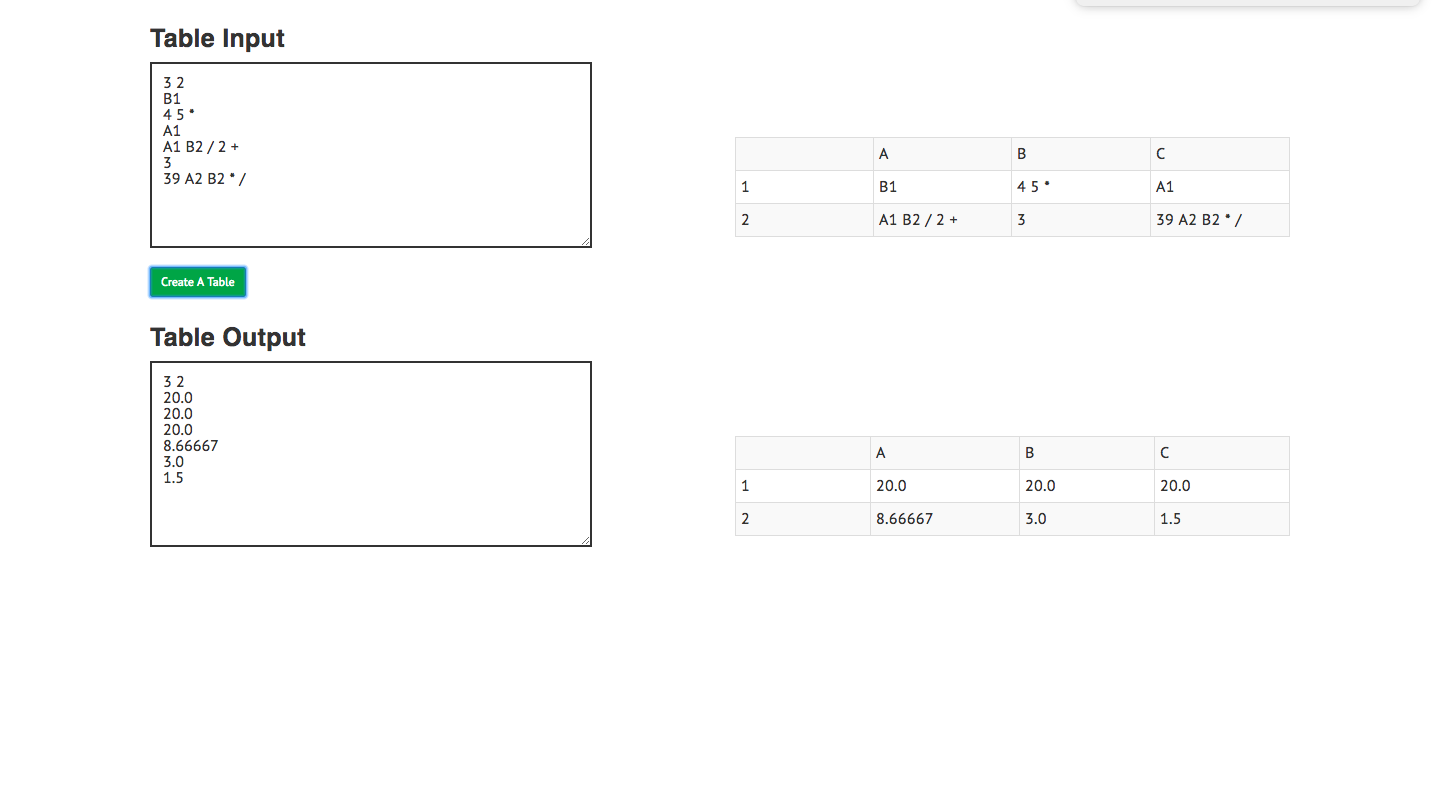 Table Input
3 2
B1
4 5 *
A1
A1 B2 / 2 +
3
39 A2 B2 * /
A B C
1 B1 4 5 * A1
2 A1 B2 / 2 + 3 39 A2 B2 * /
Create A Table
Table Output
3 2
20.0
20.0
20.0
8.66667
3.0
1.5
A B C
1 20.0 20.0 20.0
2 8.66667 3.0 1.5